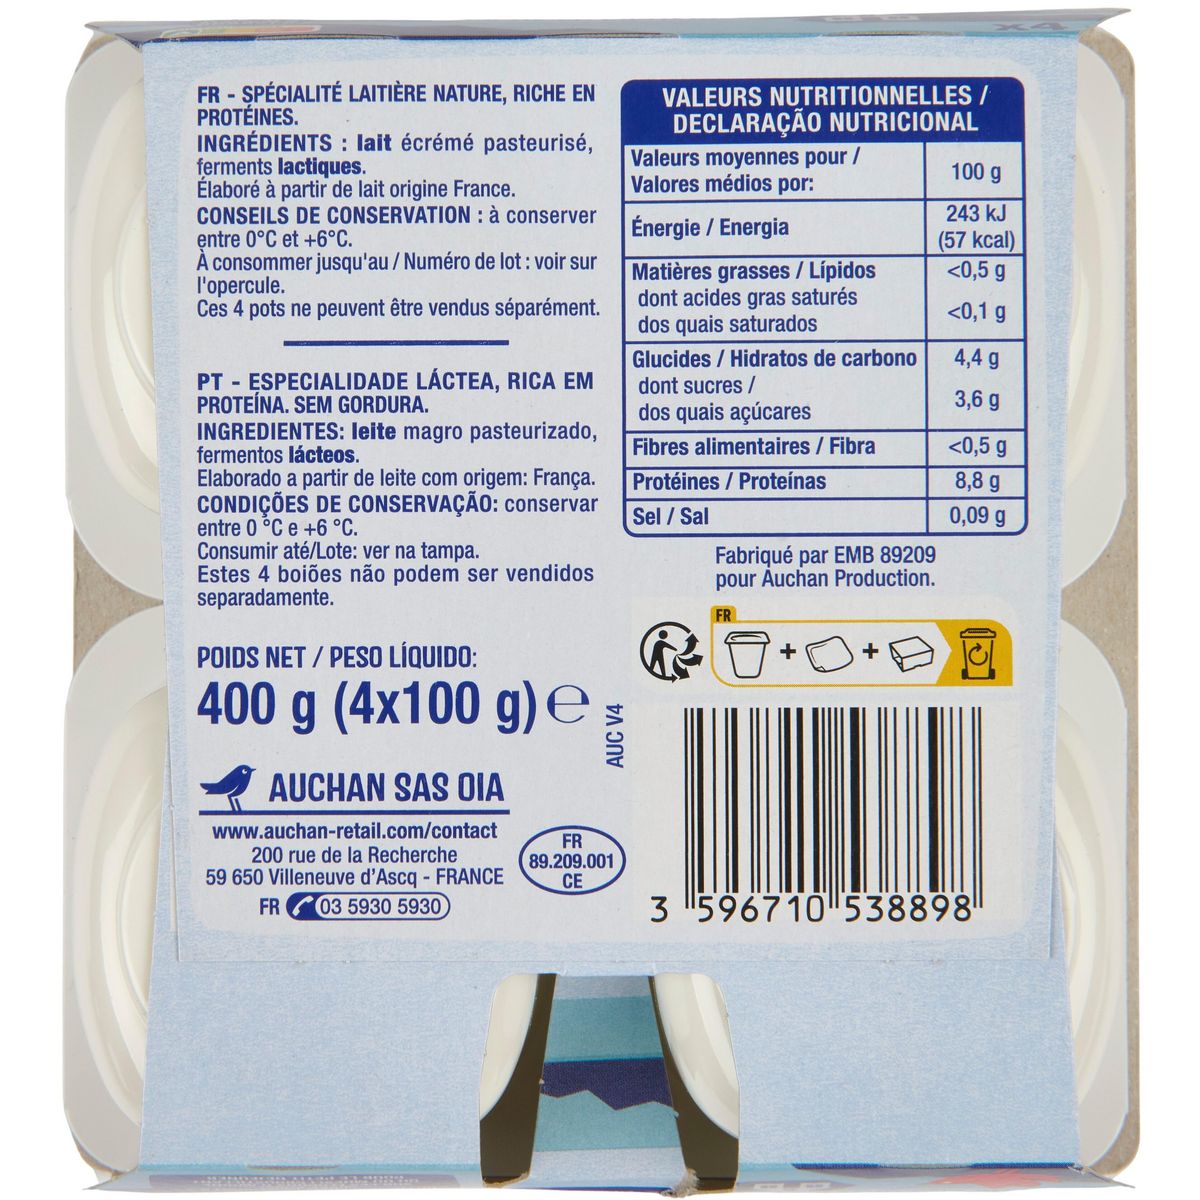 X4
FR - SPÉCIALITÉ LAITIÈRE NATURE, RICHE EN
PROTÉINES.
INGRÉDIENTS : lait écrémé pasteurisé,
ferments lactiques.
Élaboré à partir de lait origine France.
CONSEILS DE CONSERVATION : à conserver
entre 0°C et +6°C.
À consommer jusqu'au / Numéro de lot : voir sur
l'opercule.
Ces 4 pots ne peuvent être vendus séparément.
PT - ESPECIALIDADE LÁCTEA, RICA EM
PROTEÍNA. SEM GORDURA.
INGREDIENTES: leite magro pasteurizado,
fermentos lácteos.
Elaborado a partir de leite com origem: França.
CONDIÇÕES DE CONSERVAÇÃO: conservar
entre 0 °C e +6 °C.
Consumir até/Lote: ver na tampa.
Estes 4 boiões não podem ser vendidos
separadamente.
POIDS NET / PESO LÍQUIDO:
400 g (4x100 g) ℮
AUCHAN SAS OIA
www.auchan-retail.com/contact
200 rue de la Recherche
59 650 Villeneuve d'Ascq - FRANCE
FR 03 5930 5930
FR
89.209.001
CE
VALEURS NUTRITIONNELLES /
DECLARAÇÃO NUTRICIONAL
Valeurs moyennes pour /
Valores médios por: 100 g
Énergie / Energia 243 kJ
(57 kcal)
Matières grasses / Lípidos <0,5 g
dont acides gras saturés
dos quais saturados <0,1 g
Glucides / Hidratos de carbono 4,4 g
dont sucres /
dos quais açúcares 3,6 g
Fibres alimentaires / Fibra <0,5 g
Protéines / Proteínas 8,8 g
Sel / Sal 0,09 g
Fabriqué par EMB 89209
pour Auchan Production.
FR
+ +
AUC V4
3 596710 538898